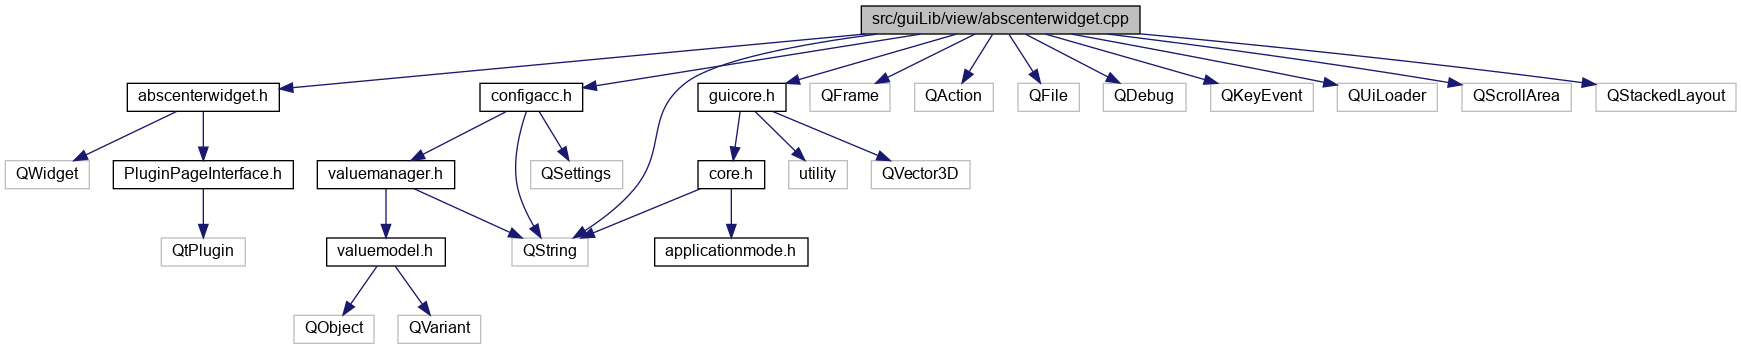 src/guiLib/view/abscenterwidget.cpp
abscenterwidget.h
configacc.h
guicore.h
QFrame
QAction
QFile
QDebug
QKeyEvent
QUiLoader
QScrollArea
QStackedLayout
QWidget
PluginPageInterface.h
valuemanager.h
QSettings
core.h
utility
QVector3D
QtPlugin
valuemodel.h
QString
applicationmode.h
QObject
QVariant